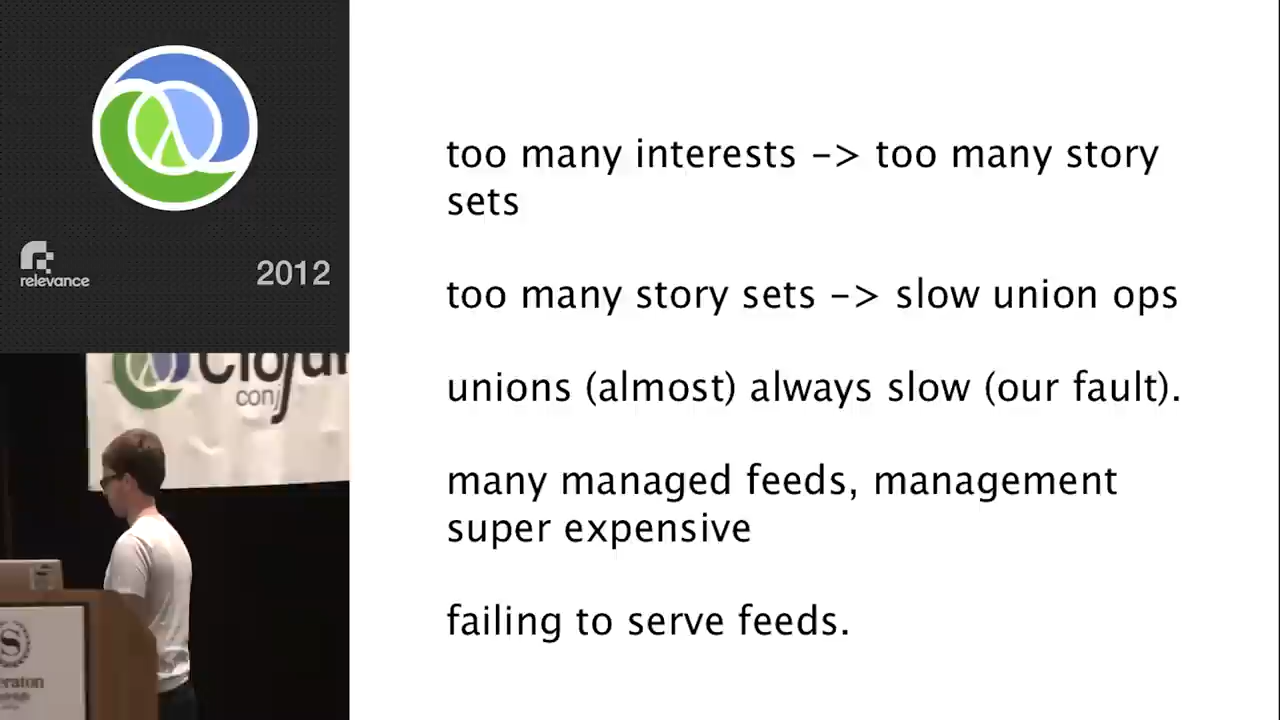 relevance
2012
conj
too many interests -> too many story
sets
too many story sets -> slow union ops
unions (almost) always slow (our fault).
many managed feeds, management
super expensive
failing to serve feeds.
S